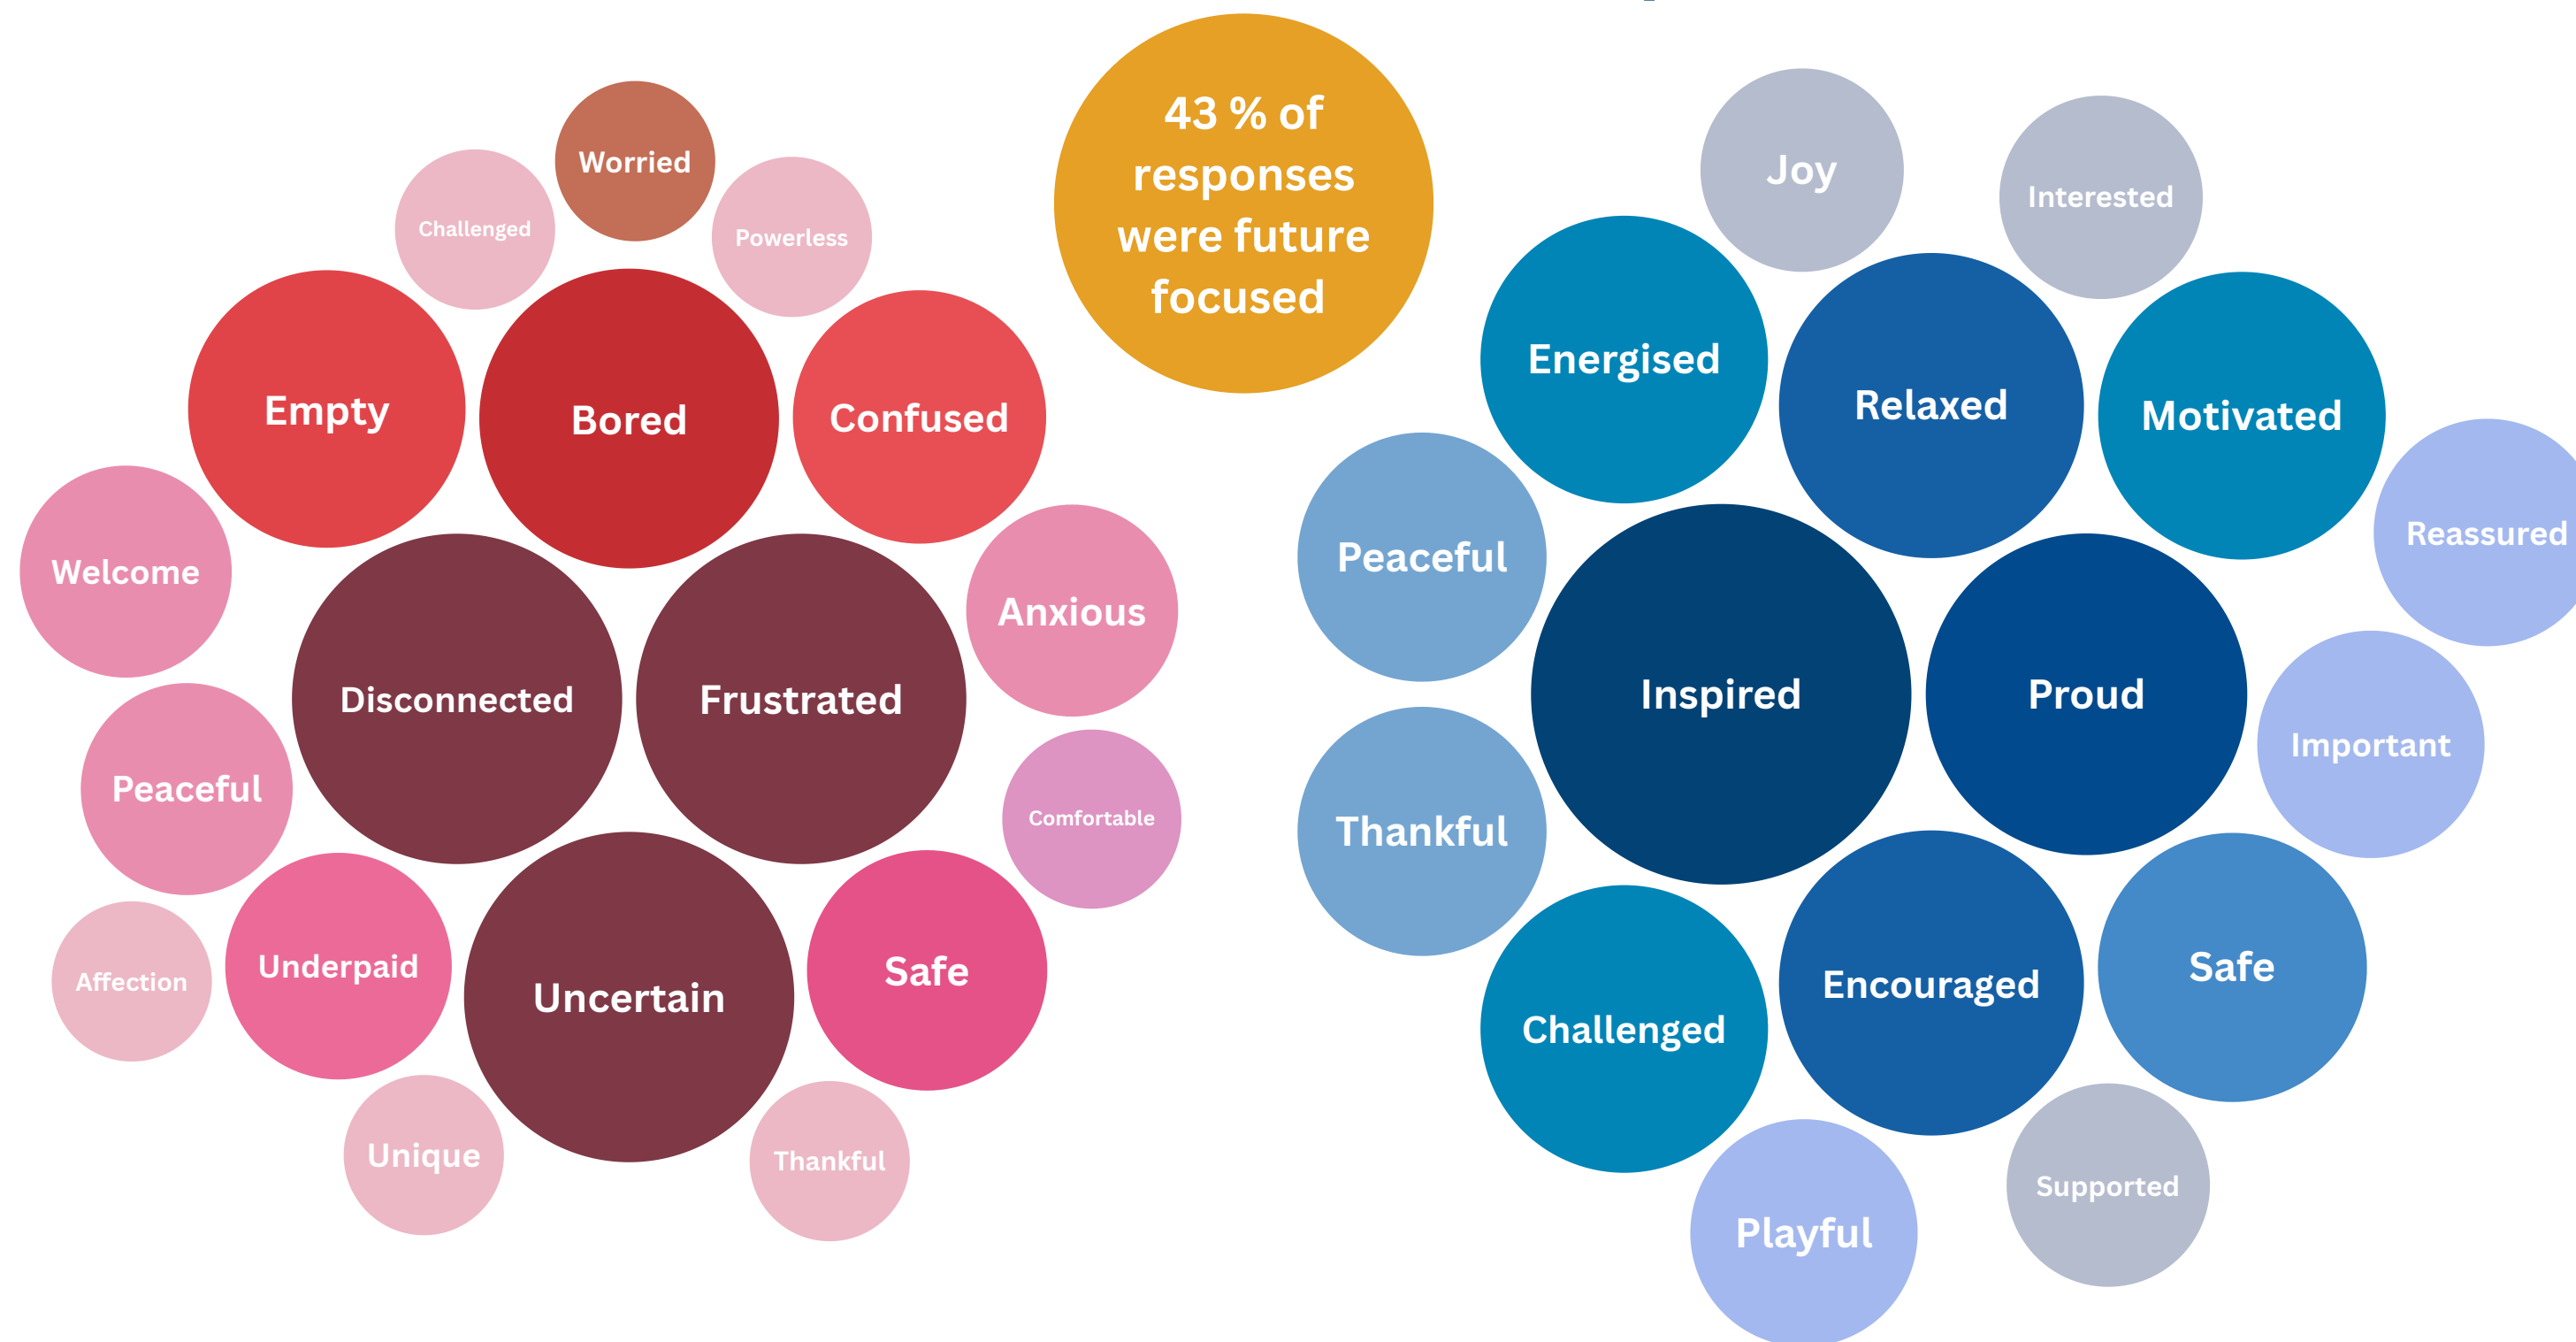 Worried
Challenged
Powerless
Empty
Bored
Confused
Welcome
Anxious
Disconnected
Frustrated
Peaceful
Comfortable
Affection
Underpaid
Uncertain
Safe
Unique
Thankful
43 % of
responses
were future
focused
Joy
Interested
Energised
Relaxed
Motivated
Reassured
Peaceful
Inspired
Proud
Important
Thankful
Challenged
Encouraged
Safe
Playful
Supported